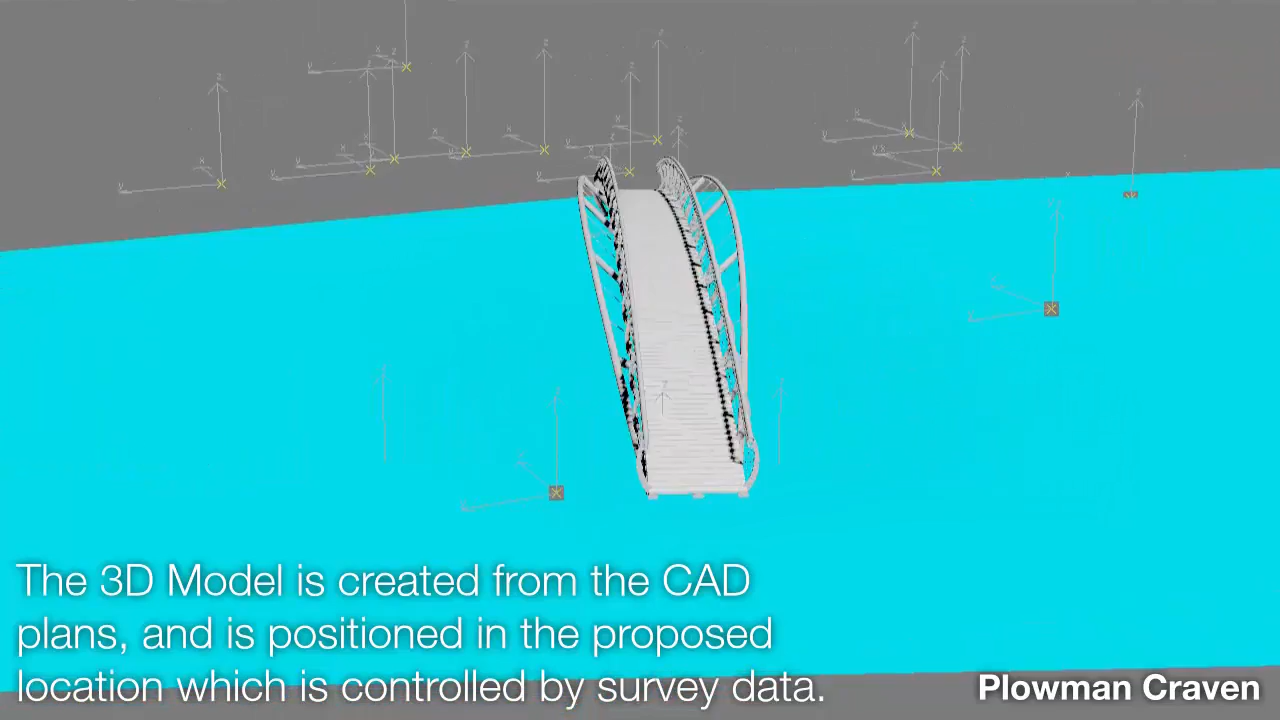 The 3D Model is created from the CAD
plans, and is positioned in the proposed
location which is controlled by survey data.
Plowman Craven